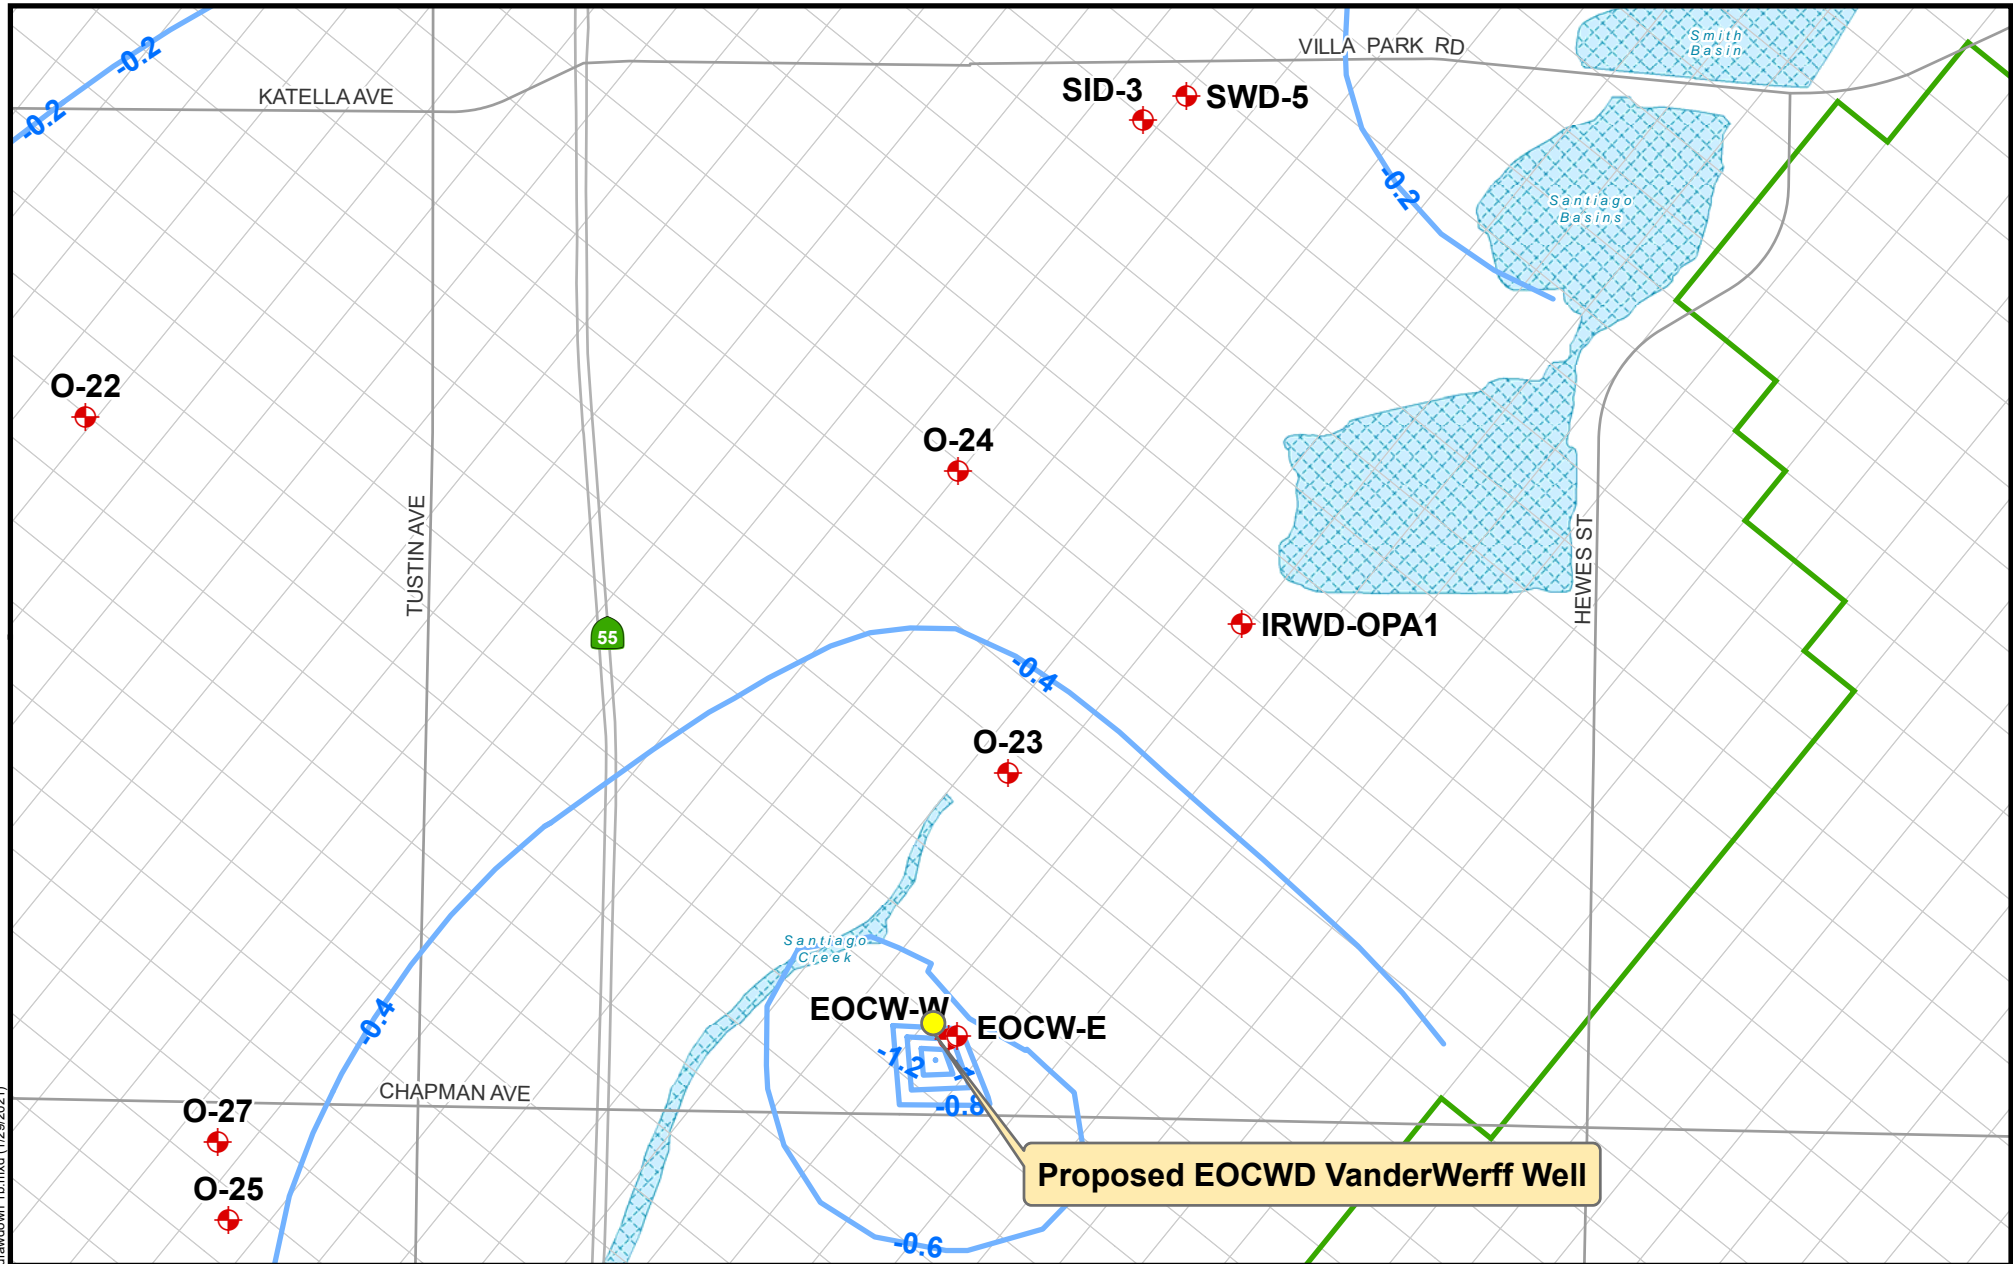 -0.2
-0.2
KATELLA AVE
VILLA PARK RD
Smith
Basin
SID-3
SWD-5
-0.2
Santiago
Basins
O-22
O-24
TUSTIN AVE
55
HEWES ST
IRWD-OPA1
-0.4
O-23
Santiago
Creek
-0.4
EOCW-W
EOCW-E
-1.2
-1
-0.8
CHAPMAN AVE
O-27
O-25
Proposed EOCWD VanderWerff Well
-0.6